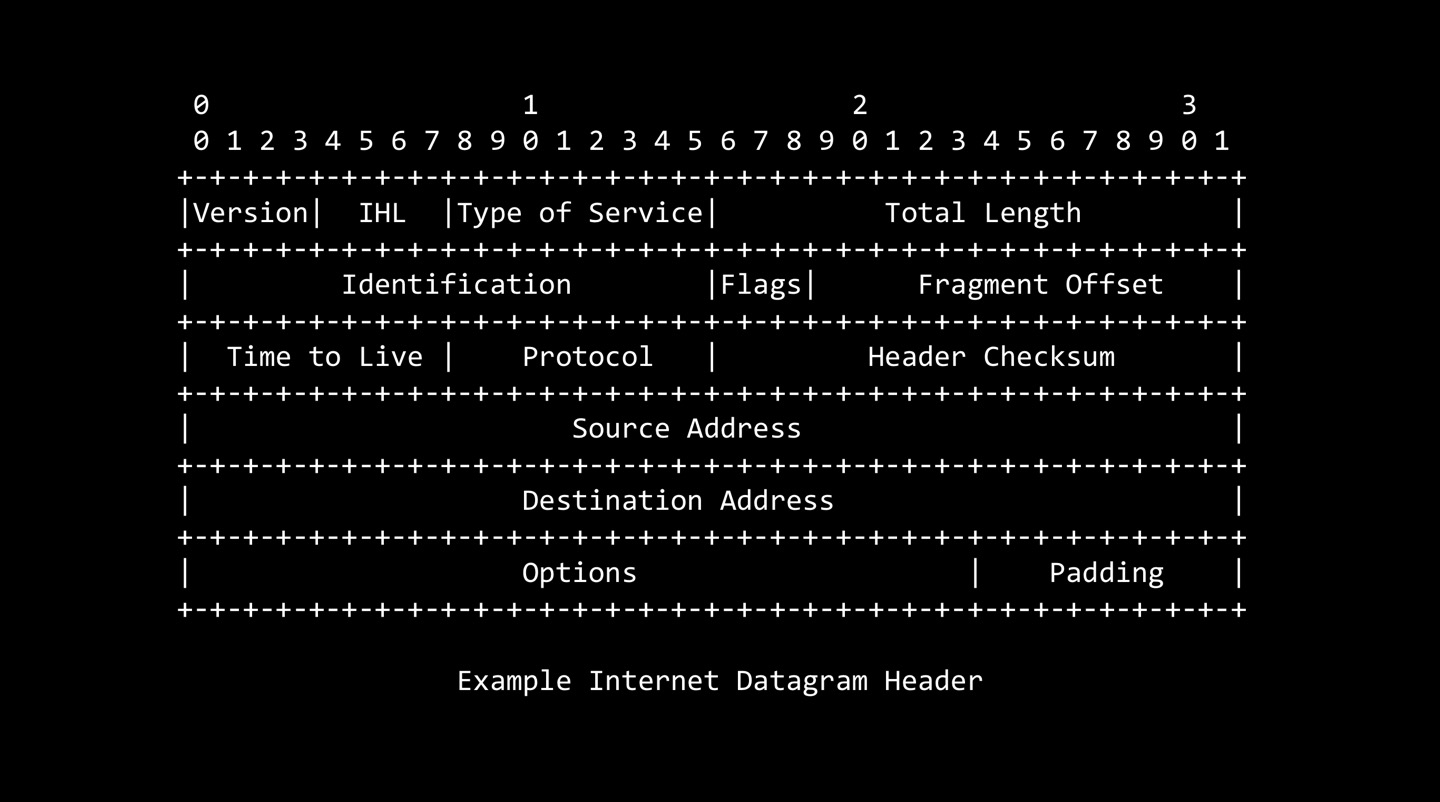 0                   1                   2                   3
 0 1 2 3 4 5 6 7 8 9 0 1 2 3 4 5 6 7 8 9 0 1 2 3 4 5 6 7 8 9 0 1
+-+-+-+-+-+-+-+-+-+-+-+-+-+-+-+-+-+-+-+-+-+-+-+-+-+-+-+-+-+-+-+-+
|Version|  IHL  |Type of Service|          Total Length         |
+-+-+-+-+-+-+-+-+-+-+-+-+-+-+-+-+-+-+-+-+-+-+-+-+-+-+-+-+-+-+-+-+
|         Identification        |Flags|      Fragment Offset    |
+-+-+-+-+-+-+-+-+-+-+-+-+-+-+-+-+-+-+-+-+-+-+-+-+-+-+-+-+-+-+-+-+
|  Time to Live |    Protocol   |         Header Checksum       |
+-+-+-+-+-+-+-+-+-+-+-+-+-+-+-+-+-+-+-+-+-+-+-+-+-+-+-+-+-+-+-+-+
|                       Source Address                          |
+-+-+-+-+-+-+-+-+-+-+-+-+-+-+-+-+-+-+-+-+-+-+-+-+-+-+-+-+-+-+-+-+
|                    Destination Address                        |
+-+-+-+-+-+-+-+-+-+-+-+-+-+-+-+-+-+-+-+-+-+-+-+-+-+-+-+-+-+-+-+-+
|                    Options                    |    Padding    |
+-+-+-+-+-+-+-+-+-+-+-+-+-+-+-+-+-+-+-+-+-+-+-+-+-+-+-+-+-+-+-+-+
Example Internet Datagram Header